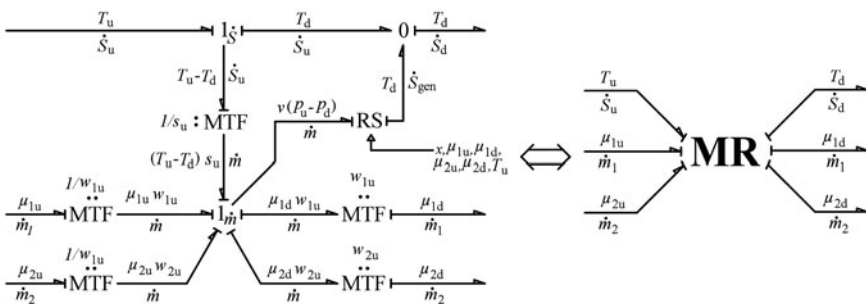 T_u T_d T_d
Ṡ_u 1_Ṡ Ṡ_u 0 Ṡ_d
T_u-T_d Ṡ_u T_d Ṡ_gen
v(P_u-P_d)
1/s_u : MTF ṁ RS
(T_u-T_d) s_u ṁ
x,μ_1u,μ_1d,
μ_2u,μ_2d,T_u
1/w_1u w_1u
μ_1u MTF μ_1u w_1u 1_ṁ μ_1d w_1u MTF μ_1d
ṁ_1 ṁ ṁ ṁ_1
1/w_2u w_2u
μ_2u MTF μ_2u w_2u μ_2d w_2u MTF μ_2d
ṁ_2 ṁ ṁ ṁ_2
T_u T_d
Ṡ_u Ṡ_d
μ_1u MR μ_1d
ṁ_1 ṁ_1
μ_2u μ_2d
ṁ_2 ṁ_2